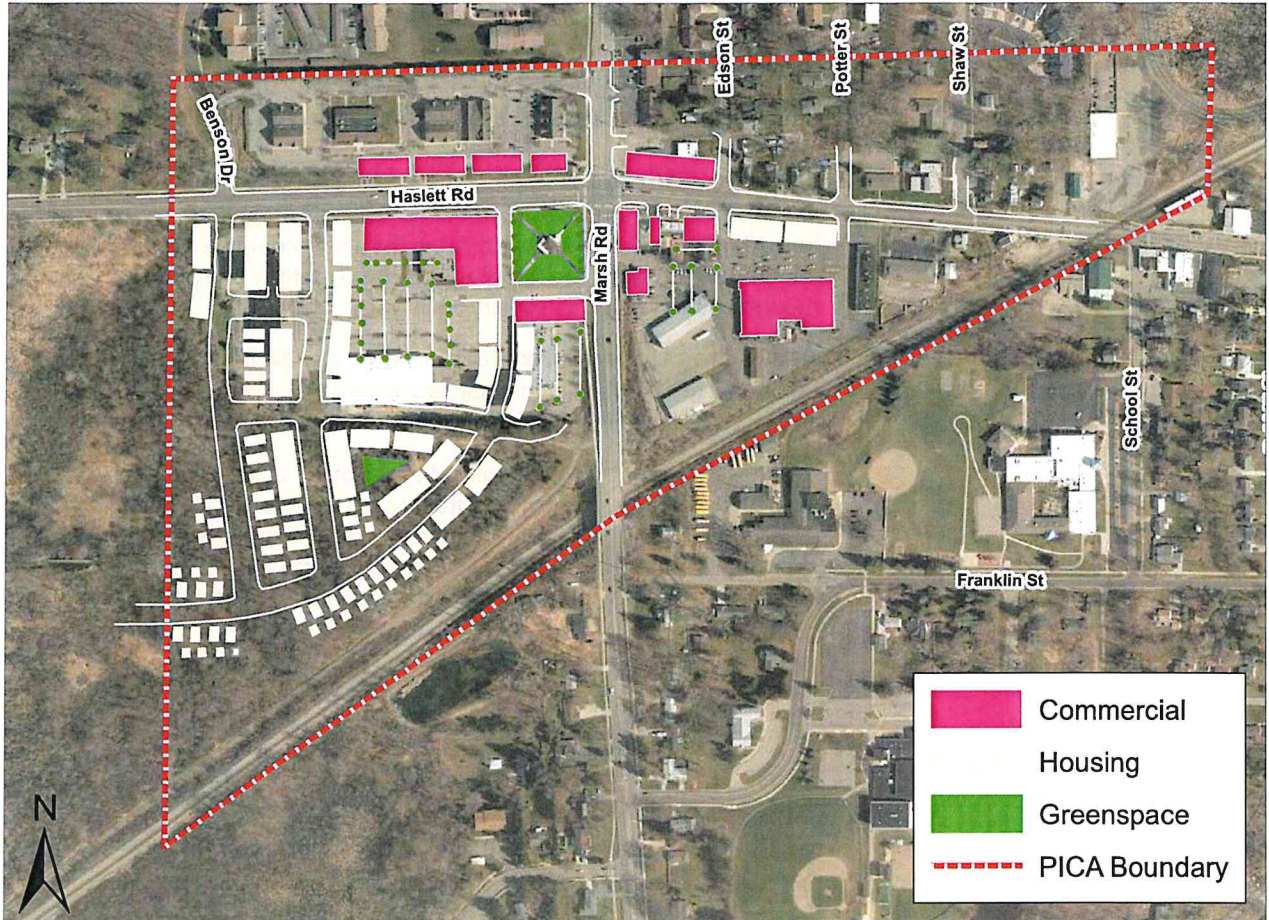 Edson St
Potter St
Shaw St
Benson Dr
Haslett Rd
Marsh Rd
School St
Franklin St
N
Commercial
Housing
Greenspace
PICA Boundary